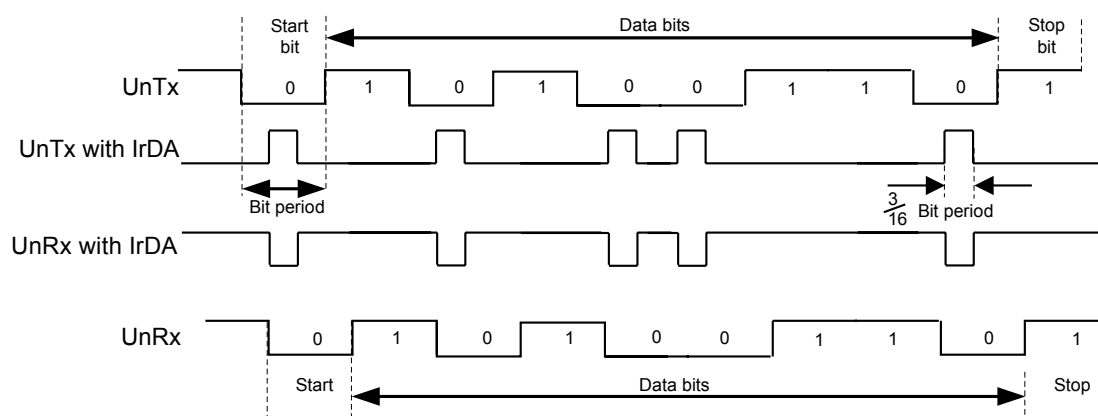 Start bit
Data bits
Stop bit
UnTx
0 1 0 1 0 0 1 1 0 1
UnTx with IrDA
Bit period
3/16 Bit period
UnRx with IrDA
UnRx
0 1 0 1 0 0 1 1 0 1
Start
Data bits
Stop